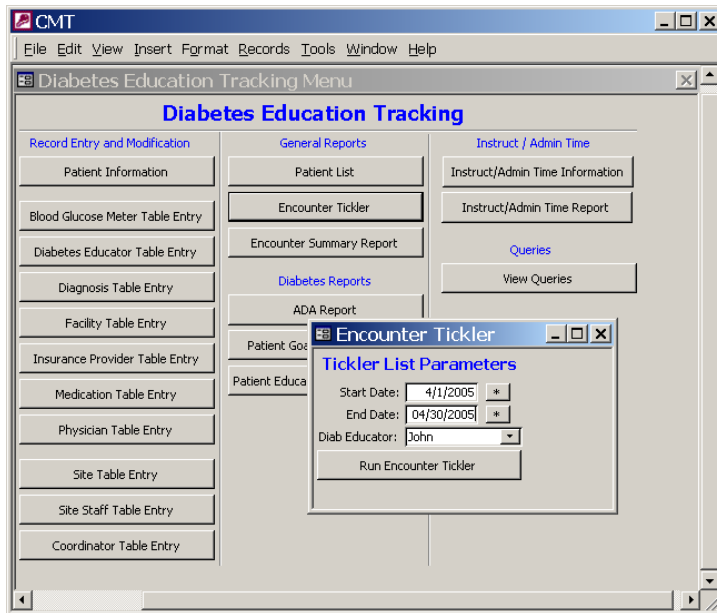 CMT
File Edit View Insert Format Records Tools Window Help
Diabetes Education Tracking Menu
Diabetes Education Tracking
Record Entry and Modification
Patient Information
Blood Glucose Meter Table Entry
Diabetes Educator Table Entry
Diagnosis Table Entry
Facility Table Entry
Insurance Provider Table Entry
Medication Table Entry
Physician Table Entry
Site Table Entry
Site Staff Table Entry
Coordinator Table Entry
General Reports
Patient List
Encounter Tickler
Encounter Summary Report
Diabetes Reports
ADA Report
Patient Goa
Patient Educa
Instruct / Admin Time
Instruct/Admin Time Information
Instruct/Admin Time Report
Queries
View Queries
Encounter Tickler
Tickler List Parameters
Start Date: 4/1/2005 *
End Date: 04/30/2005 *
Diab Educator: John
Run Encounter Tickler